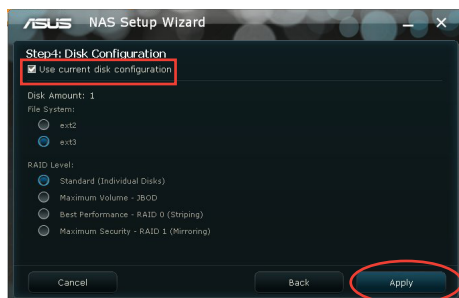 ASUS NAS Setup Wizard
Step4: Disk Configuration
Use current disk configuration
Disk Amount: 1
File System:
ext2
ext3
RAID Level:
Standard (Individual Disks)
Maximum Volume - JBOD
Best Performance - RAID 0 (Striping)
Maximum Security - RAID 1 (Mirroring)
Cancel Back Apply